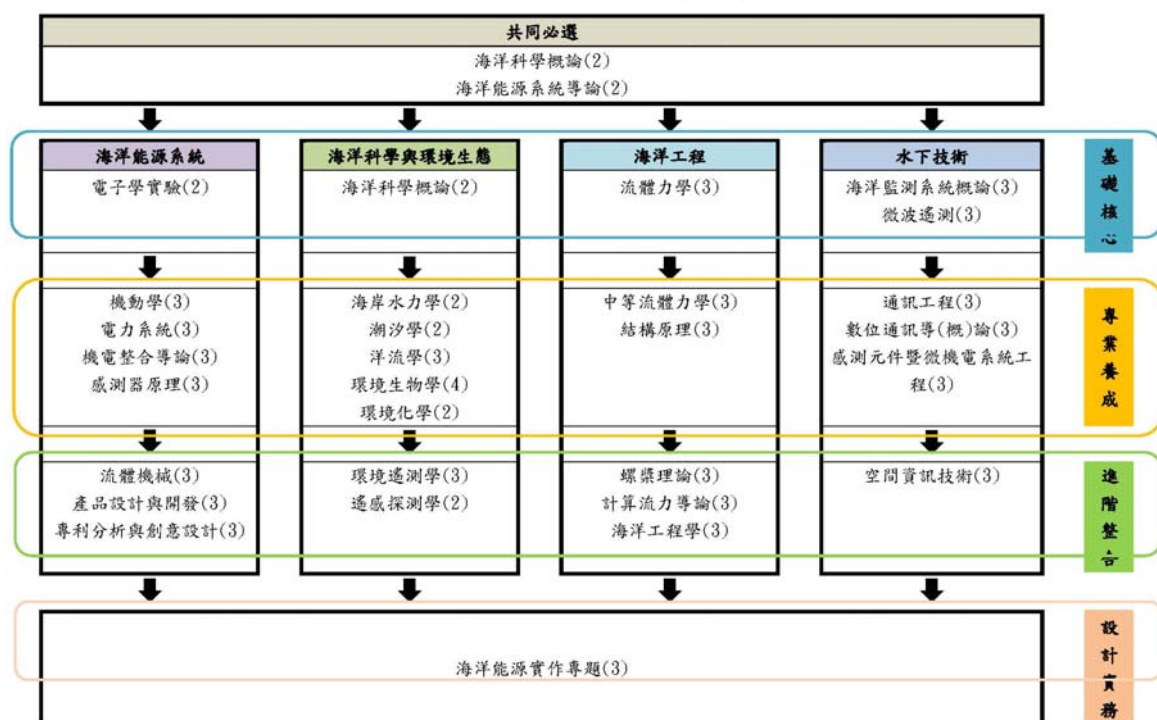 共同必選
海洋科學概論(2)
海洋能源系統導論(2)
海洋能源系統
電子學實驗(2)
海洋科學與環境生態
海洋科學概論(2)
海洋工程
流體力學(3)
水下技術
海洋監測系統概論(3)
微波遙測(3)
基礎核心
機動學(3)
電力系統(3)
機電整合導論(3)
感測器原理(3)
海岸水力學(2)
潮汐學(2)
洋流學(3)
環境生物學(4)
環境化學(2)
中等流體力學(3)
結構原理(3)
通訊工程(3)
數位通訊導(概)論(3)
感測元件暨微機電系統工
程(3)
專業養成
流體機械(3)
產品設計與開發(3)
專利分析與創意設計(3)
環境遙測學(3)
遙感探測學(2)
螺槳理論(3)
計算流力導論(3)
海洋工程學(3)
空間資訊技術(3)
進階整合
海洋能源實作專題(3)
設計實務